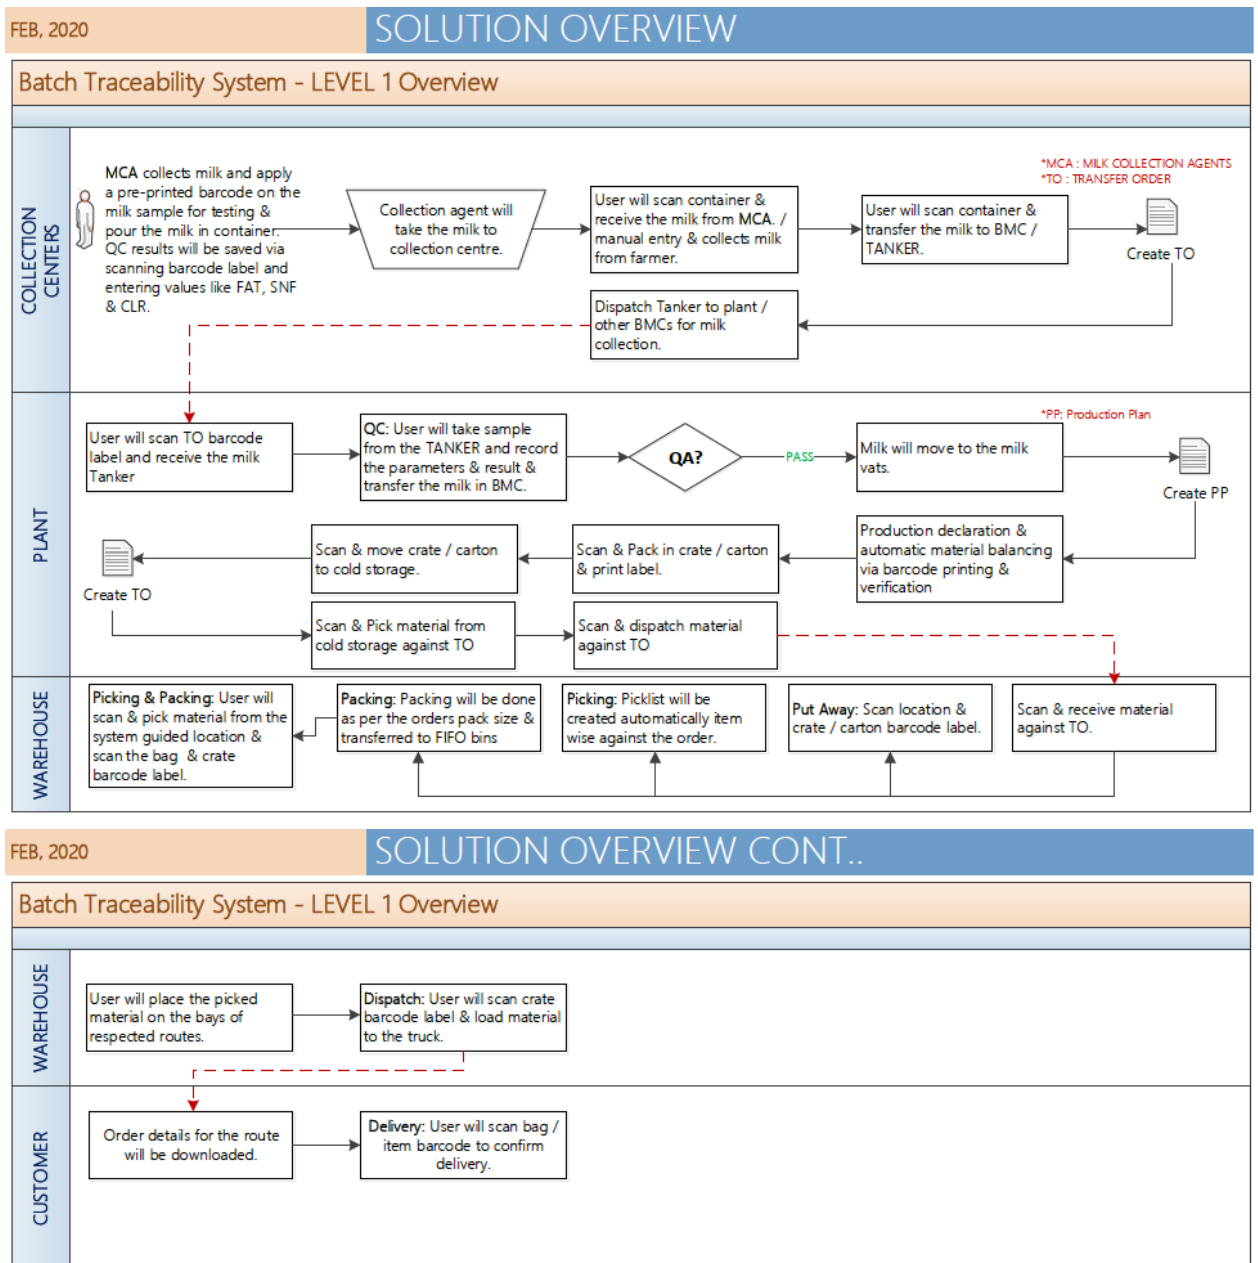 FEB, 2020
SOLUTION OVERVIEW
Batch Traceability System - LEVEL 1 Overview
COLLECTION
CENTERS
MCA collects milk and apply
a pre-printed barcode on the
milk sample for testing &
pour the milk in container.
QC results will be saved via
scanning barcode label and
entering values like FAT, SNF
& CLR.
Collection agent will
take the milk to
collection centre.
User will scan container &
receive the milk from MCA. /
manual entry & collects milk
from farmer.
User will scan container &
transfer the milk to BMC /
TANKER.
*MCA : MILK COLLECTION AGENTS
*TO : TRANSFER ORDER
Create TO
Dispatch Tanker to plant /
other BMCs for milk
collection.
PLANT
User will scan TO barcode
label and receive the milk
Tanker
QC: User will take sample
from the TANKER and record
the parameters & result &
transfer the milk in BMC.
QA?
PASS
Milk will move to the milk
vats.
*PP: Production Plan
Create PP
Production declaration &
automatic material balancing
via barcode printing &
verification
Scan & Pack in crate / carton
& print label.
Scan & move crate / carton
to cold storage.
Create TO
Scan & Pick material from
cold storage against TO
Scan & dispatch material
against TO
WAREHOUSE
Picking & Packing: User will
scan & pick material from the
system guided location &
scan the bag & crate
barcode label.
Packing: Packing will be done
as per the orders pack size &
transferred to FIFO bins
Picking: Picklist will be
created automatically item
wise against the order.
Put Away: Scan location &
crate / carton barcode label.
Scan & receive material
against TO.
FEB, 2020
SOLUTION OVERVIEW CONT..
Batch Traceability System - LEVEL 1 Overview
WAREHOUSE
User will place the picked
material on the bays of
respected routes.
Dispatch: User will scan crate
barcode label & load material
to the truck.
CUSTOMER
Order details for the route
will be downloaded.
Delivery: User will scan bag /
item barcode to confirm
delivery.